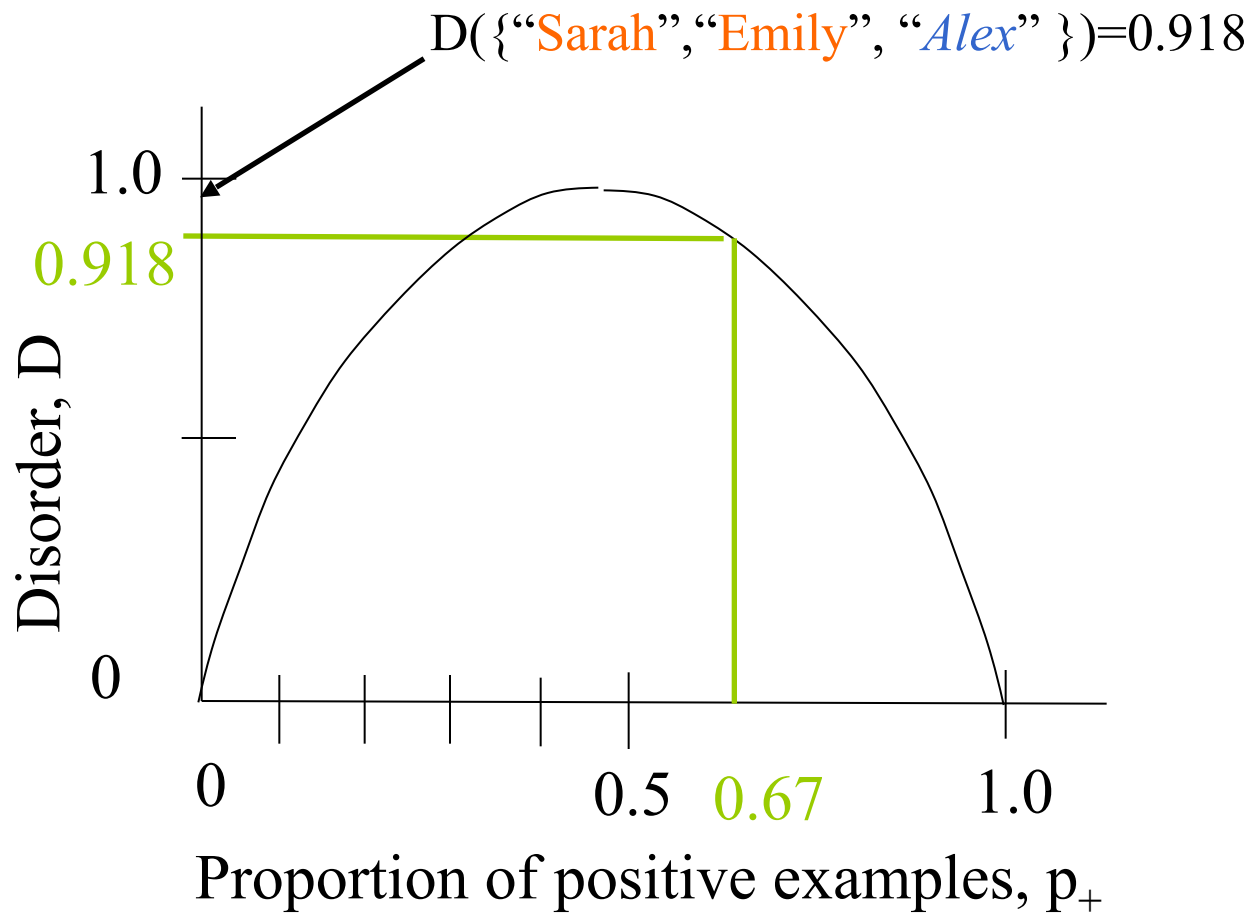 D({“Sarah”,“Emily”, “Alex” })=0.918
1.0
0.918
Disorder, D
0
0
0.5
0.67
1.0
Proportion of positive examples, p+